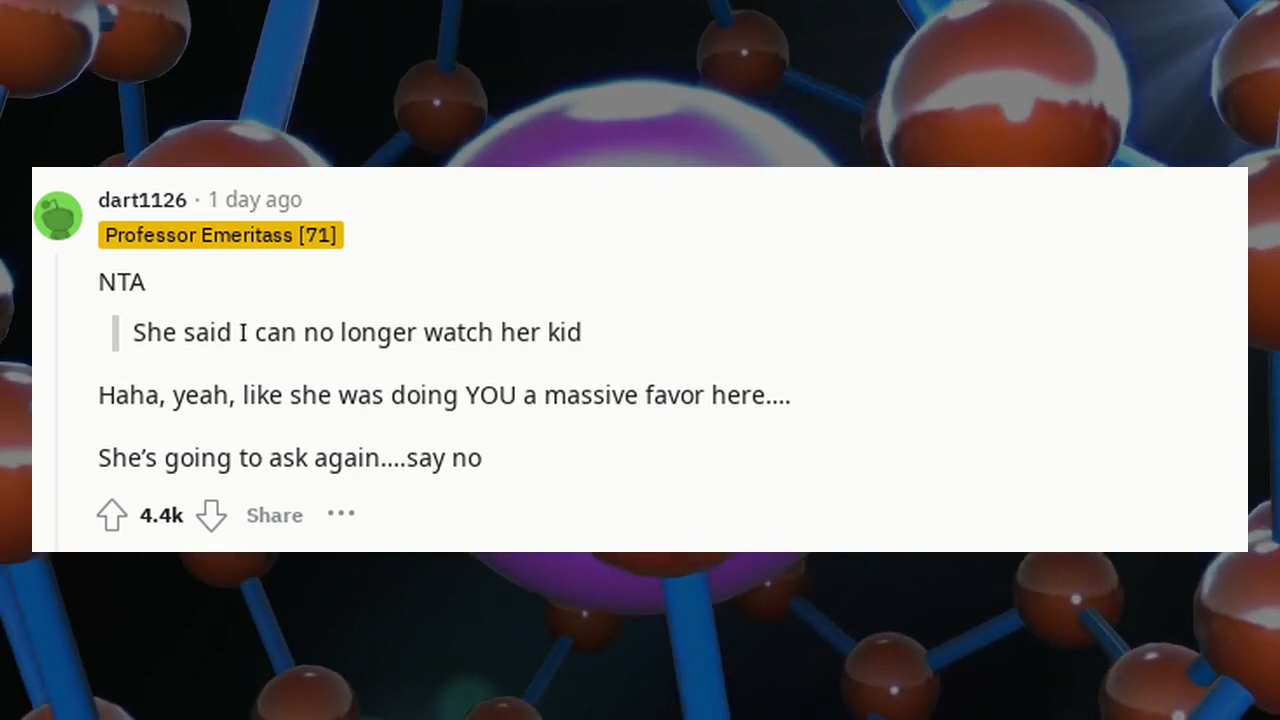 dart1126 · 1 day ago
Professor Emeritass [71]
NTA
She said I can no longer watch her kid
Haha, yeah, like she was doing YOU a massive favor here....
She’s going to ask again....say no
4.4k Share ···